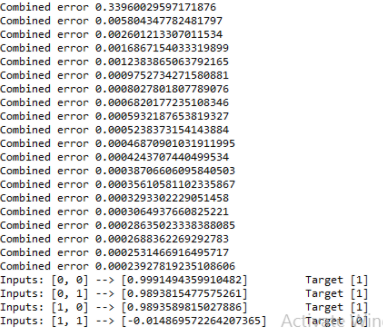 Combined error 0.33960029597171876
Combined error 0.005804347782481797
Combined error 0.002601213307011534
Combined error 0.0016867154033319899
Combined error 0.0012383865063792165
Combined error 0.0009752734271580881
Combined error 0.0008027801807789076
Combined error 0.0006820177235108346
Combined error 0.0005932187653819327
Combined error 0.0005238373154143884
Combined error 0.00046870901031911995
Combined error 0.0004243707440499534
Combined error 0.00038706606095840503
Combined error 0.00035610581102335867
Combined error 0.0003293302229051458
Combined error 0.0003064937660825221
Combined error 0.00028635023338388085
Combined error 0.0002688362269292783
Combined error 0.0002531466916495717
Combined error 0.00023927819235108606
Inputs: [0, 0] --> [0.9991494359910482] Target [1]
Inputs: [0, 1] --> [0.9893815477575261] Target [1]
Inputs: [1, 0] --> [0.9893589815027886] Target [1]
Inputs: [1, 1] --> [-0.014869572264207365] Target [0]